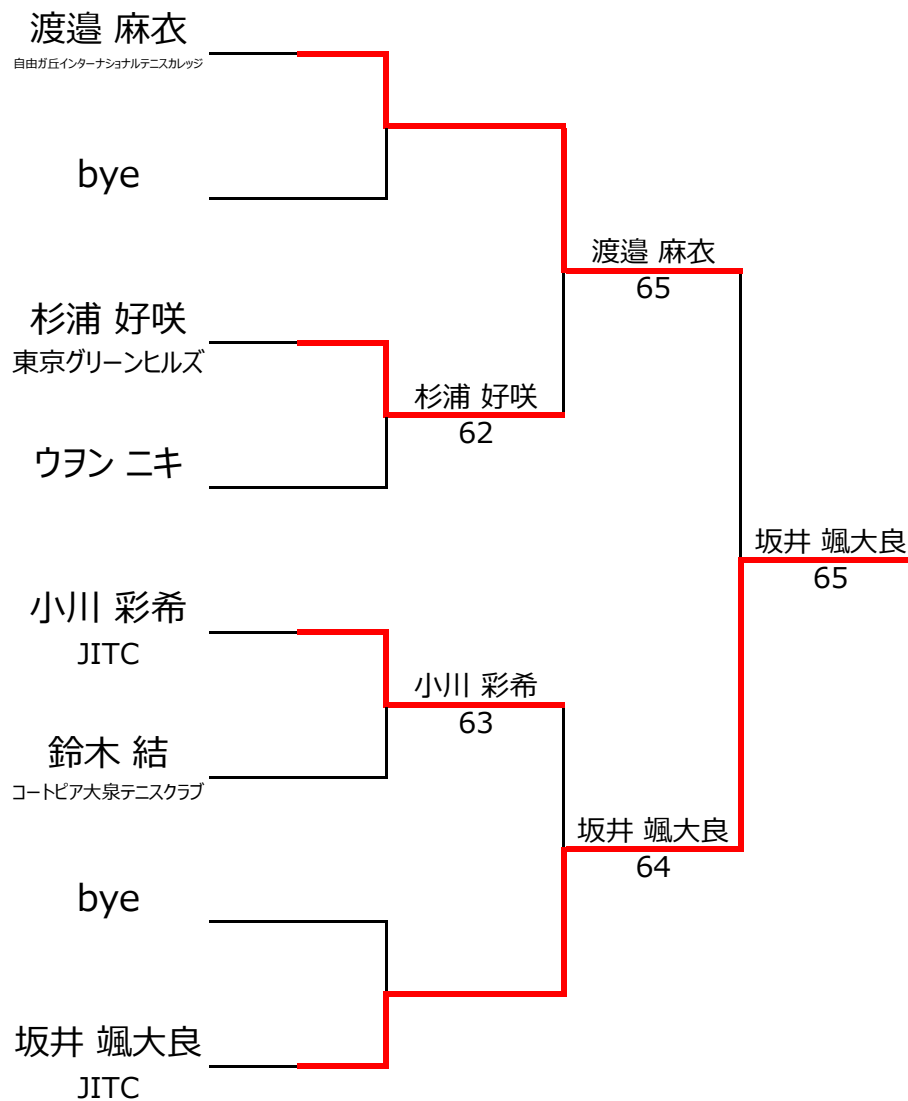 渡邉 麻衣
自由ガ丘インターナショナルテニスカレッジ
bye
杉浦 好咲
東京グリーンヒルズ
ウヲン ニキ
小川 彩希
JITC
鈴木 結
コートピア大泉テニスクラブ
bye
坂井 颯大良
JITC
杉浦 好咲
62
小川 彩希
63
渡邉 麻衣
65
坂井 颯大良
64
坂井 颯大良
65